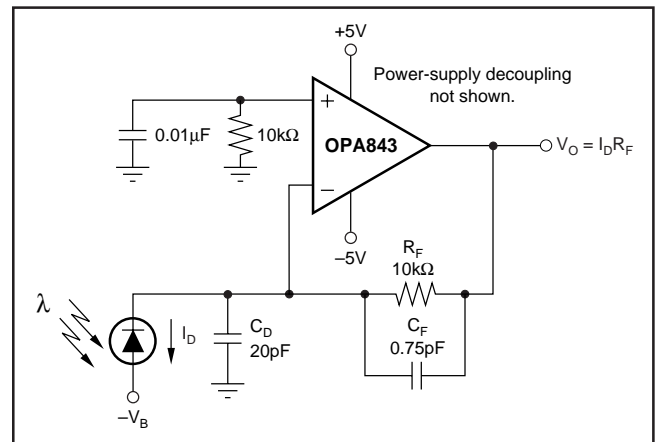 +5V
Power-supply decoupling
not shown.
+
0.01µF
10kΩ
OPA843
V_O = I_DR_F
−
−5V
R_F
10kΩ
λ
I_D
C_D
20pF
C_F
0.75pF
−V_B